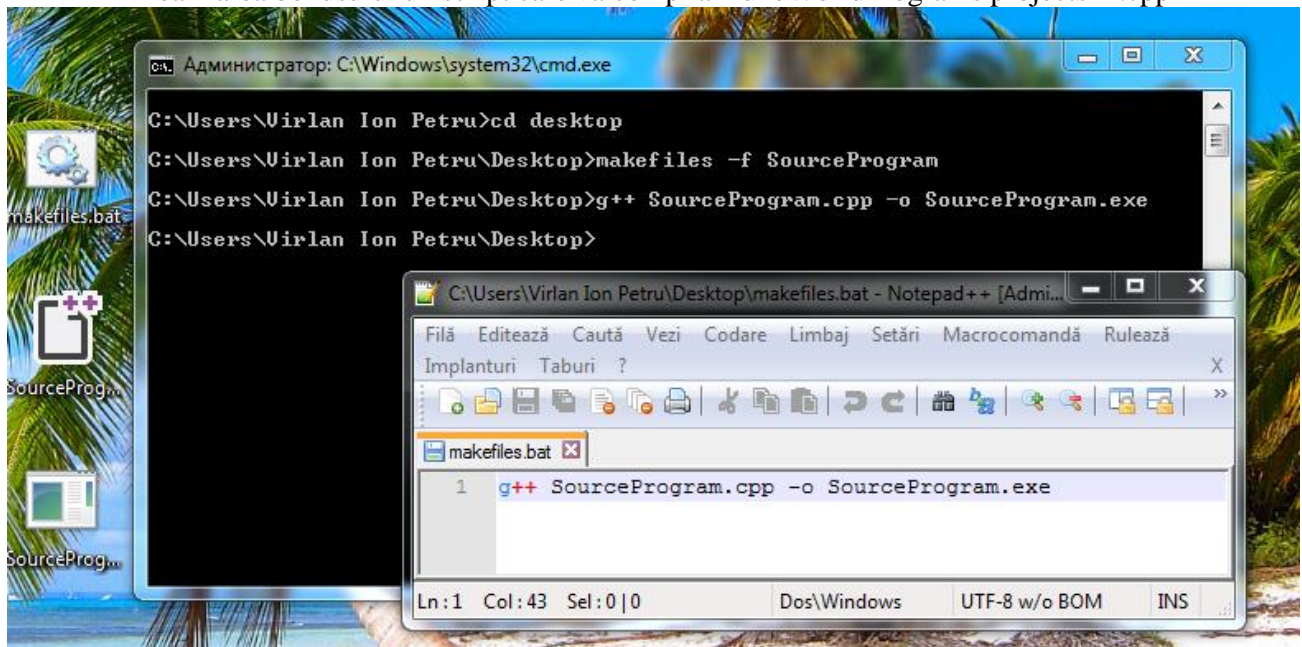 Администратор: C:\Windows\system32\cmd.exe
C:\Users\Virlan Ion Petru>cd desktop
C:\Users\Virlan Ion Petru\Desktop>makefiles -f SourceProgram
C:\Users\Virlan Ion Petru\Desktop>g++ SourceProgram.cpp -o SourceProgram.exe
C:\Users\Virlan Ion Petru\Desktop>
makefiles.bat
SourceProg...
SourceProg...
C:\Users\Virlan Ion Petru\Desktop\makefiles.bat - Notepad++ [Admi...
Filă Editează Caută Vezi Codare Limbaj Setări Macrocomandă Rulează
Implanturi Taburi ? X
makefiles.bat
1 g++ SourceProgram.cpp -o SourceProgram.exe
Ln:1 Col:43 Sel:0|0 Dos\Windows UTF-8 w/o BOM INS